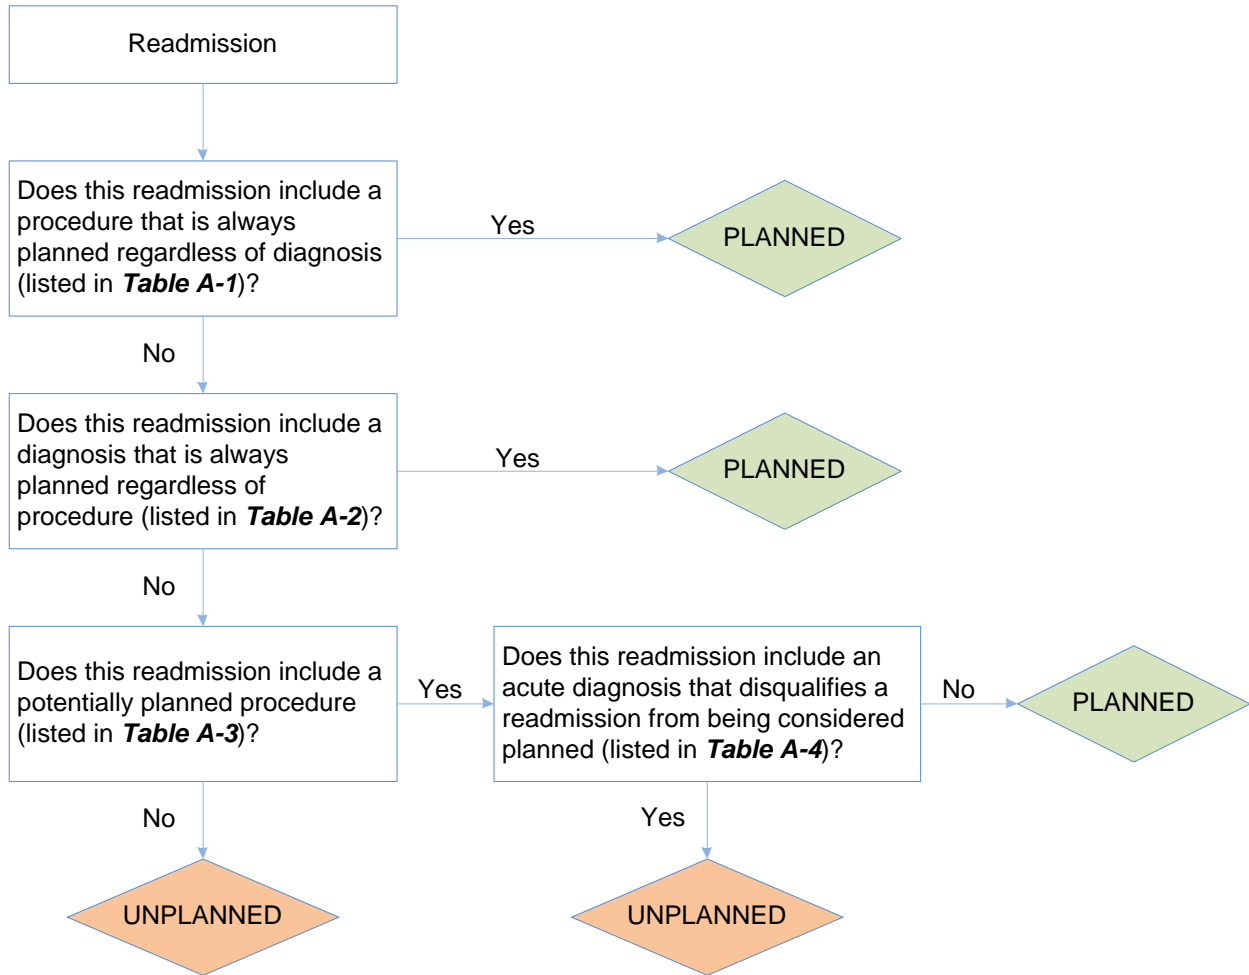 Readmission
Does this readmission include a
procedure that is always
planned regardless of diagnosis
(listed in Table A-1)?
Yes
PLANNED
No
Does this readmission include a
diagnosis that is always
planned regardless of
procedure (listed in Table A-2)?
Yes
PLANNED
No
Does this readmission include a
potentially planned procedure
(listed in Table A-3)?
Yes
Does this readmission include an
acute diagnosis that disqualifies a
readmission from being considered
planned (listed in Table A-4)?
No
PLANNED
No
Yes
UNPLANNED
UNPLANNED